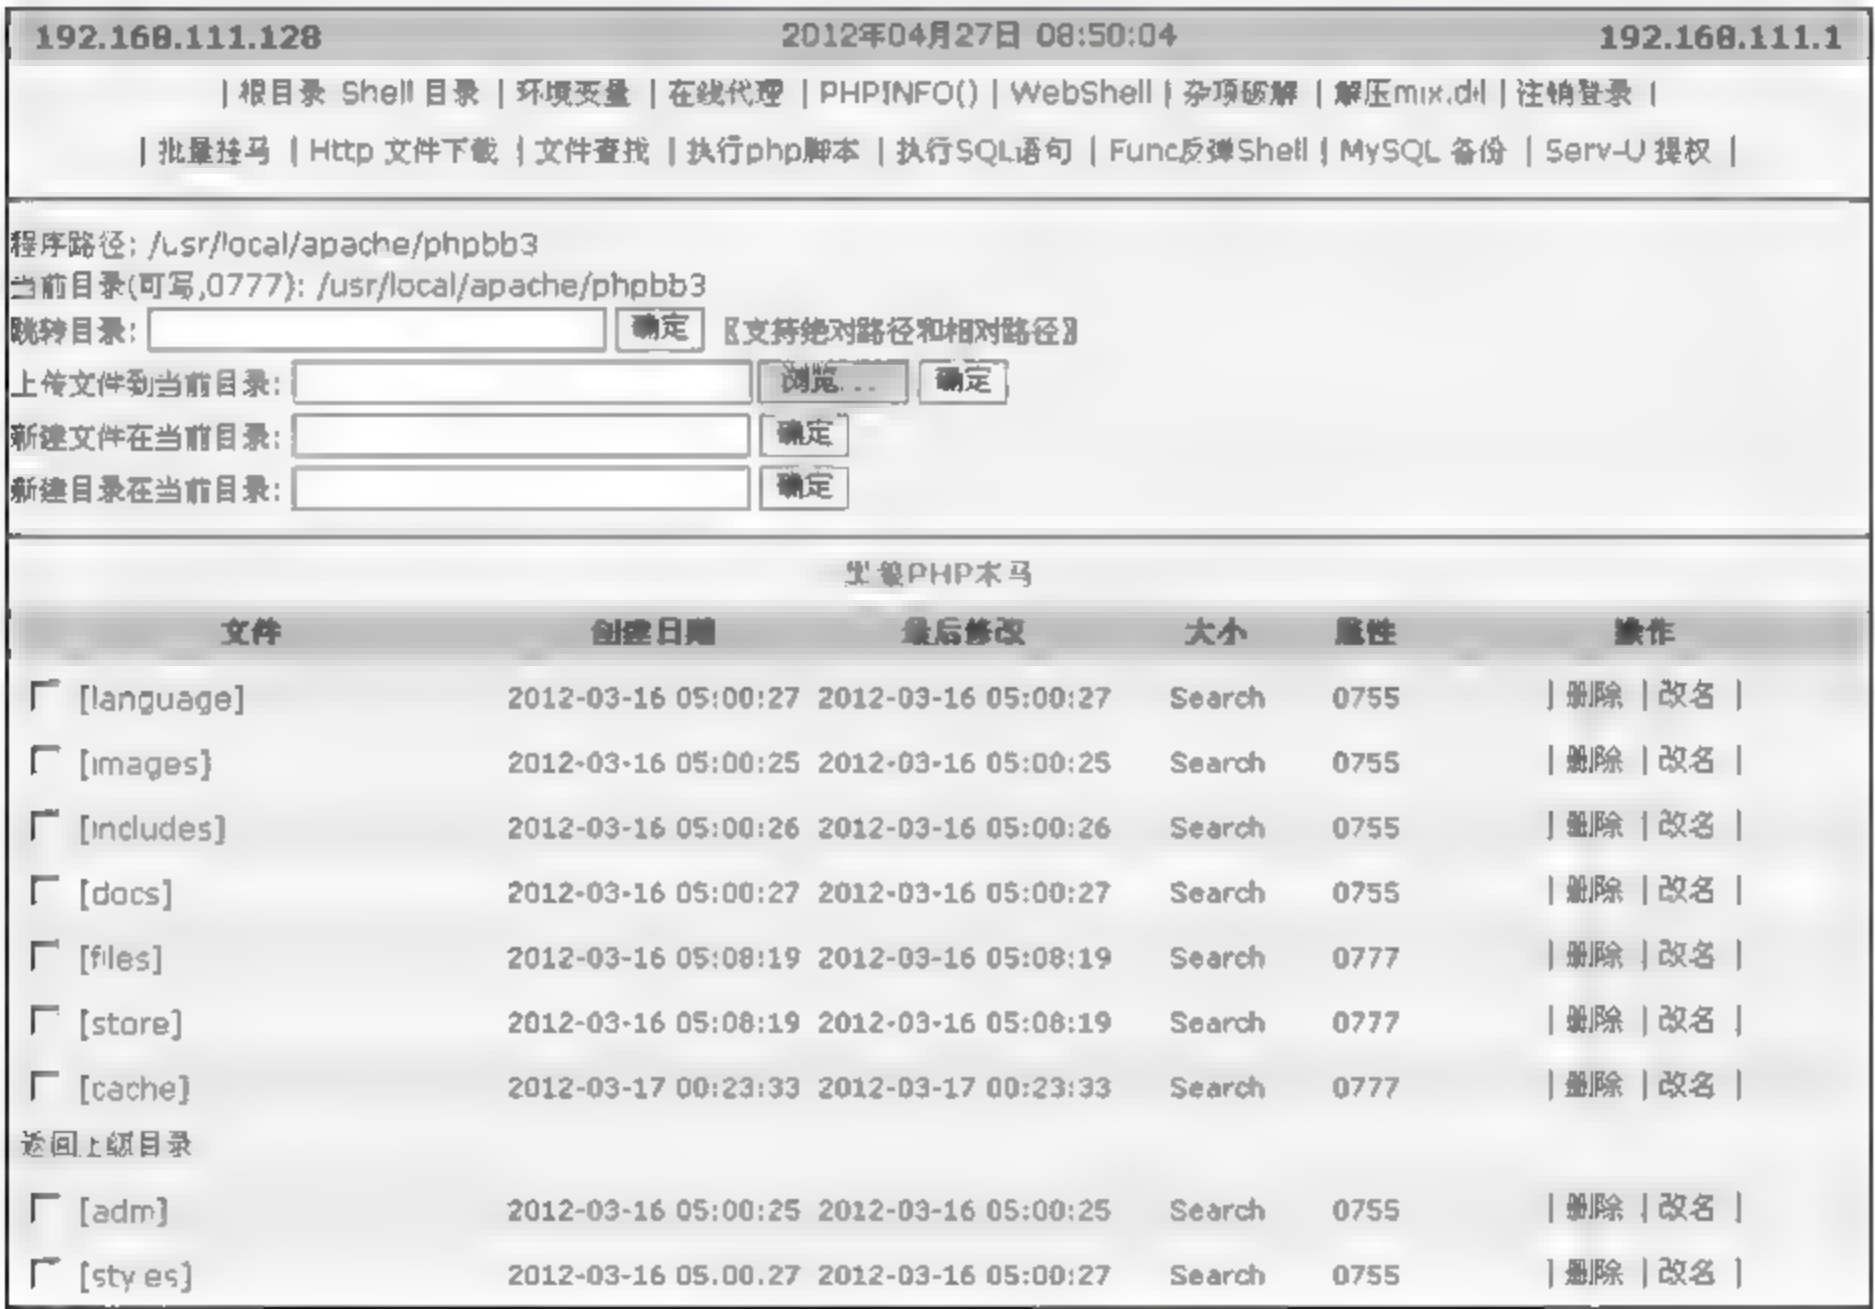 192.168.111.128 2012年04月27日 08:50:04 192.168.111.1
| 根目录 Shell 目录 | 环境变量 | 在线代理 | PHPINFO() | WebShell | 杂项破解 | 解压mix.dll | 注销登录 |
| 批量挂马 | Http 文件下载 | 文件查找 | 执行php脚本 | 执行SQL语句 | Func反弹Shell | MySQL 备份 | Serv-U 提权 |
程序路径: /usr/local/apache/phpbb3
当前目录(可写,0777): /usr/local/apache/phpbb3
跳转目录: 确定 〖支持绝对路径和相对路径〗
上传文件到当前目录: 浏览... 确定
新建文件在当前目录: 确定
新建目录在当前目录: 确定
PHP木马
文件 创建日期 最后修改 大小 属性 操作
[language] 2012-03-16 05:00:27 2012-03-16 05:00:27 Search 0755 | 删除 | 改名 |
[images] 2012-03-16 05:00:25 2012-03-16 05:00:25 Search 0755 | 删除 | 改名 |
[includes] 2012-03-16 05:00:26 2012-03-16 05:00:26 Search 0755 | 删除 | 改名 |
[docs] 2012-03-16 05:00:27 2012-03-16 05:00:27 Search 0755 | 删除 | 改名 |
[files] 2012-03-16 05:08:19 2012-03-16 05:08:19 Search 0777 | 删除 | 改名 |
[store] 2012-03-16 05:08:19 2012-03-16 05:08:19 Search 0777 | 删除 | 改名 |
[cache] 2012-03-17 00:23:33 2012-03-17 00:23:33 Search 0777 | 删除 | 改名 |
返回上级目录
[adm] 2012-03-16 05:00:25 2012-03-16 05:00:25 Search 0755 | 删除 | 改名 |
[styles] 2012-03-16 05:00:27 2012-03-16 05:00:27 Search 0755 | 删除 | 改名 |